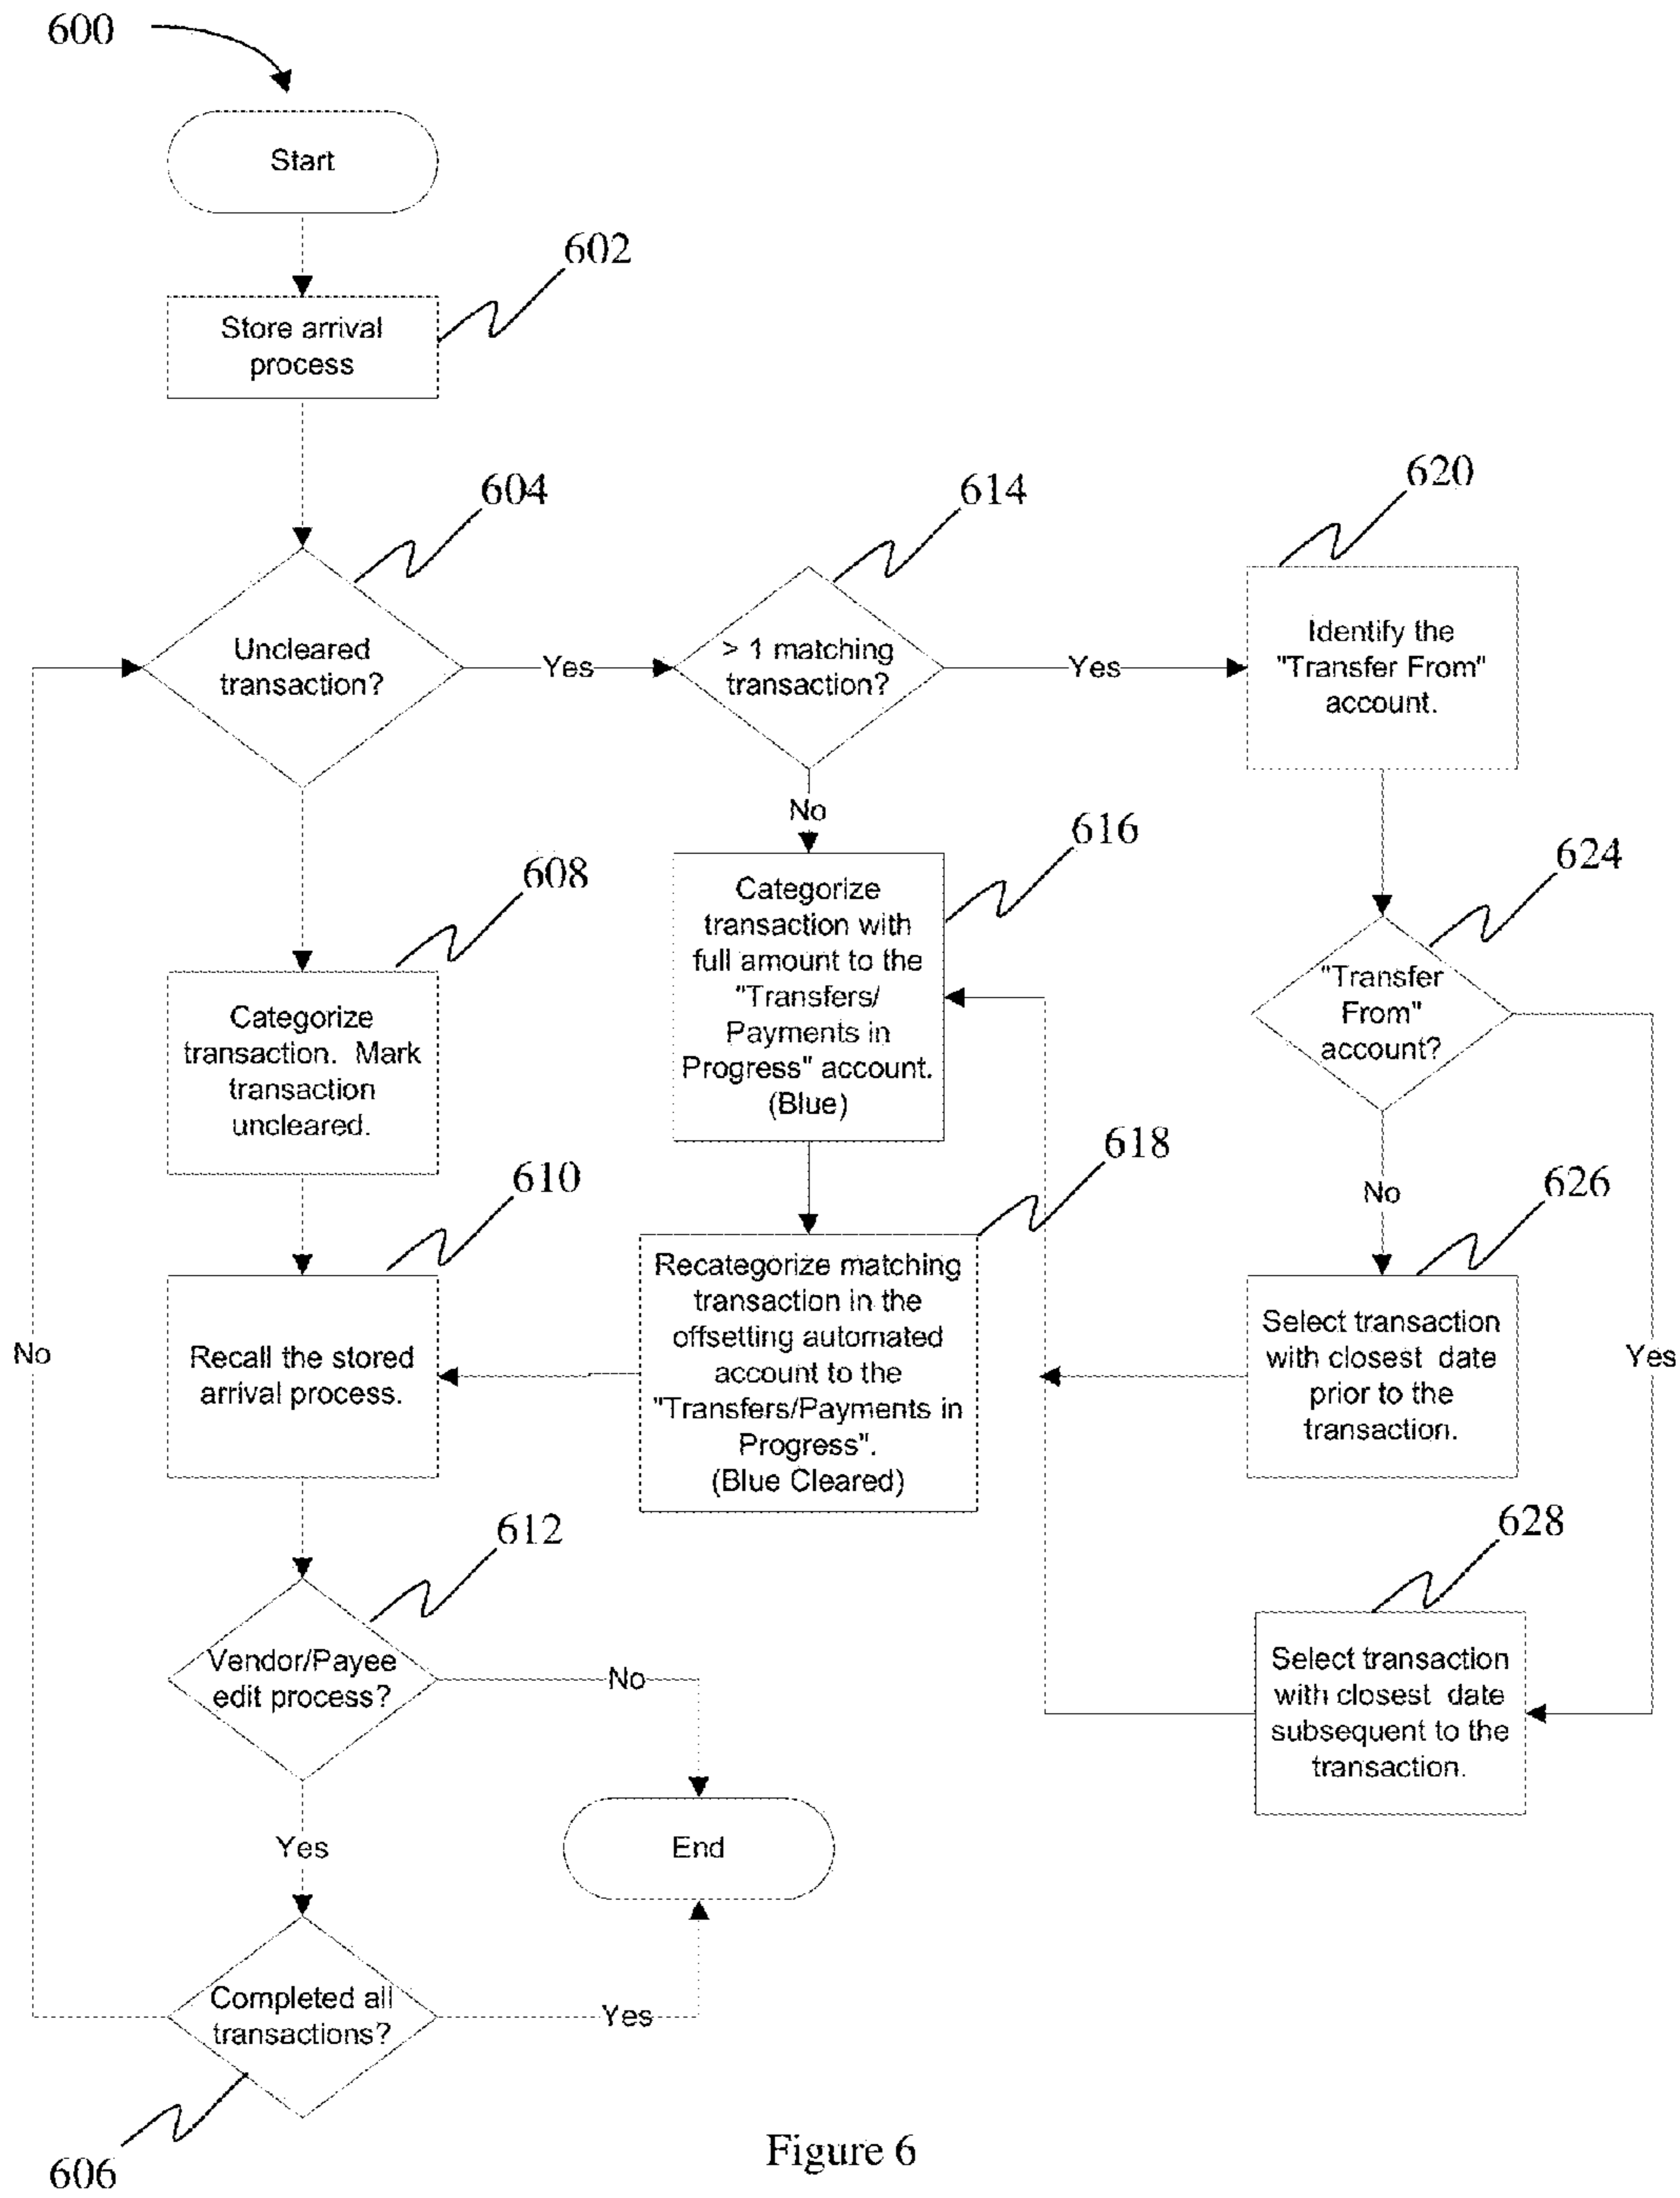 600
Start
602
Store arrival
process
604
614
620
Uncleared
transaction?
Yes
> 1 matching
transaction?
Yes
Identify the
"Transfer From"
account.
No
608
616
624
Categorize
transaction. Mark
transaction
uncleared.
Categorize
transaction with
full amount to the
"Transfers/
Payments in
Progress" account.
(Blue)
"Transfer
From"
account?
610
618
No
626
No
Recall the stored
arrival process.
Recategorize matching
transaction in the
offsetting automated
account to the
"Transfers/Payments in
Progress".
(Blue Cleared)
Select transaction
with closest date
prior to the
transaction.
Yes
612
628
Vendor/Payee
edit process?
No
Select transaction
with closest date
subsequent to the
transaction.
Yes
End
Completed all
transactions?
Yes
606
Figure 6